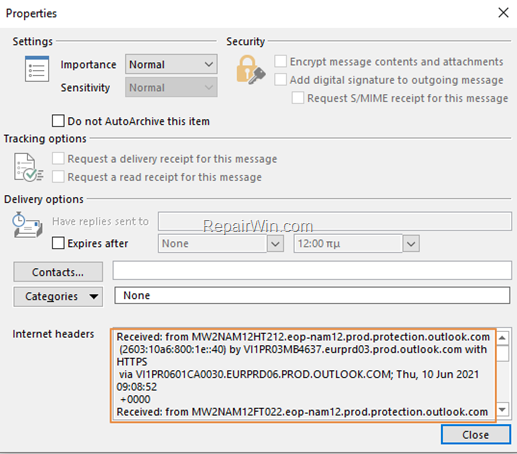 Properties
Settings
Security
Importance Normal
Sensitivity Normal
Encrypt message contents and attachments
Add digital signature to outgoing message
Request S/MIME receipt for this message
Do not AutoArchive this item
Tracking options
Request a delivery receipt for this message
Request a read receipt for this message
Delivery options
Have replies sent to
RepairWin.com
Expires after None 12:00 πμ
Contacts...
Categories None
Internet headers
Received: from MW2NAM12HT212.eop-nam12.prod.protection.outlook.com
(2603:10a6:800:1e::40) by VI1PR03MB4637.eurprd03.prod.outlook.com with
HTTPS
via VI1PR0601CA0030.EURPRD06.PROD.OUTLOOK.COM; Thu, 10 Jun 2021
09:08:52
+0000
Received: from MW2NAM12FT022.eop-nam12.prod.protection.outlook.com
Close